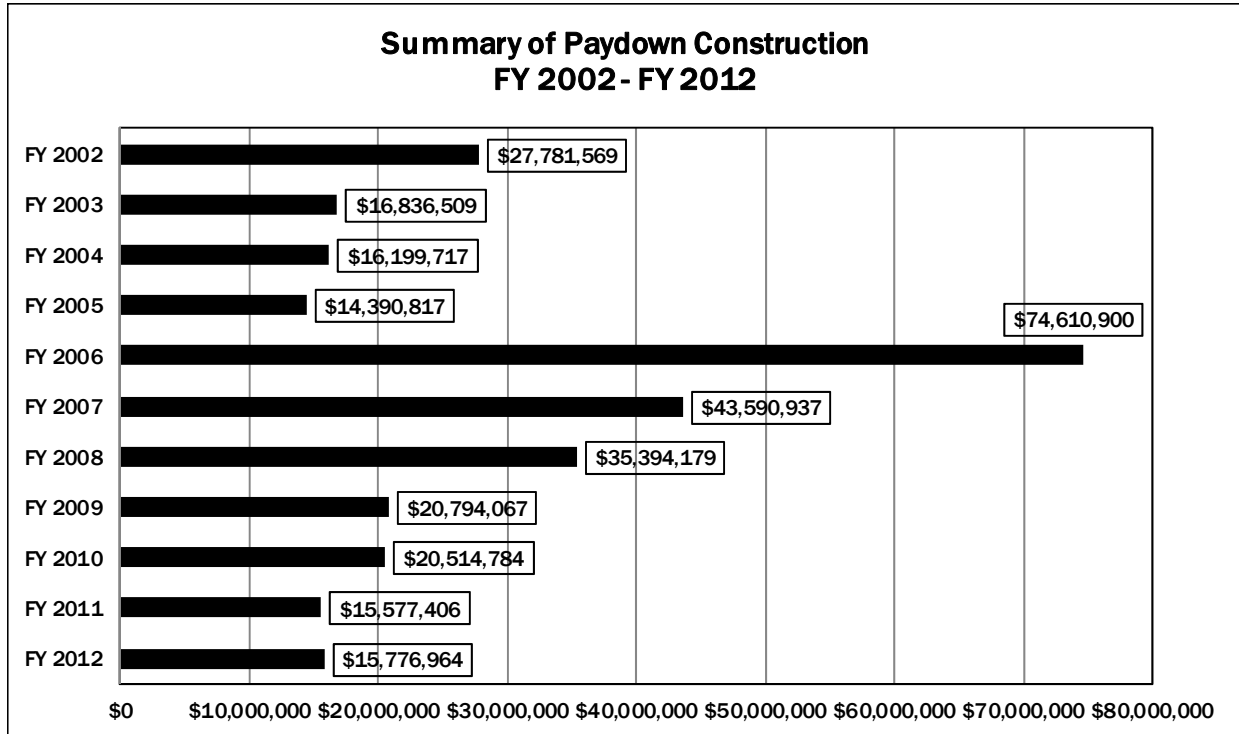 Summary of Paydown Construction
FY 2002 - FY 2012
FY 2002 $27,781,569
FY 2003 $16,836,509
FY 2004 $16,199,717
FY 2005 $14,390,817
$74,610,900
FY 2006
FY 2007 $43,590,937
FY 2008 $35,394,179
FY 2009 $20,794,067
FY 2010 $20,514,784
FY 2011 $15,577,406
FY 2012 $15,776,964
$0 $10,000,000 $20,000,000 $30,000,000 $40,000,000 $50,000,000 $60,000,000 $70,000,000 $80,000,000